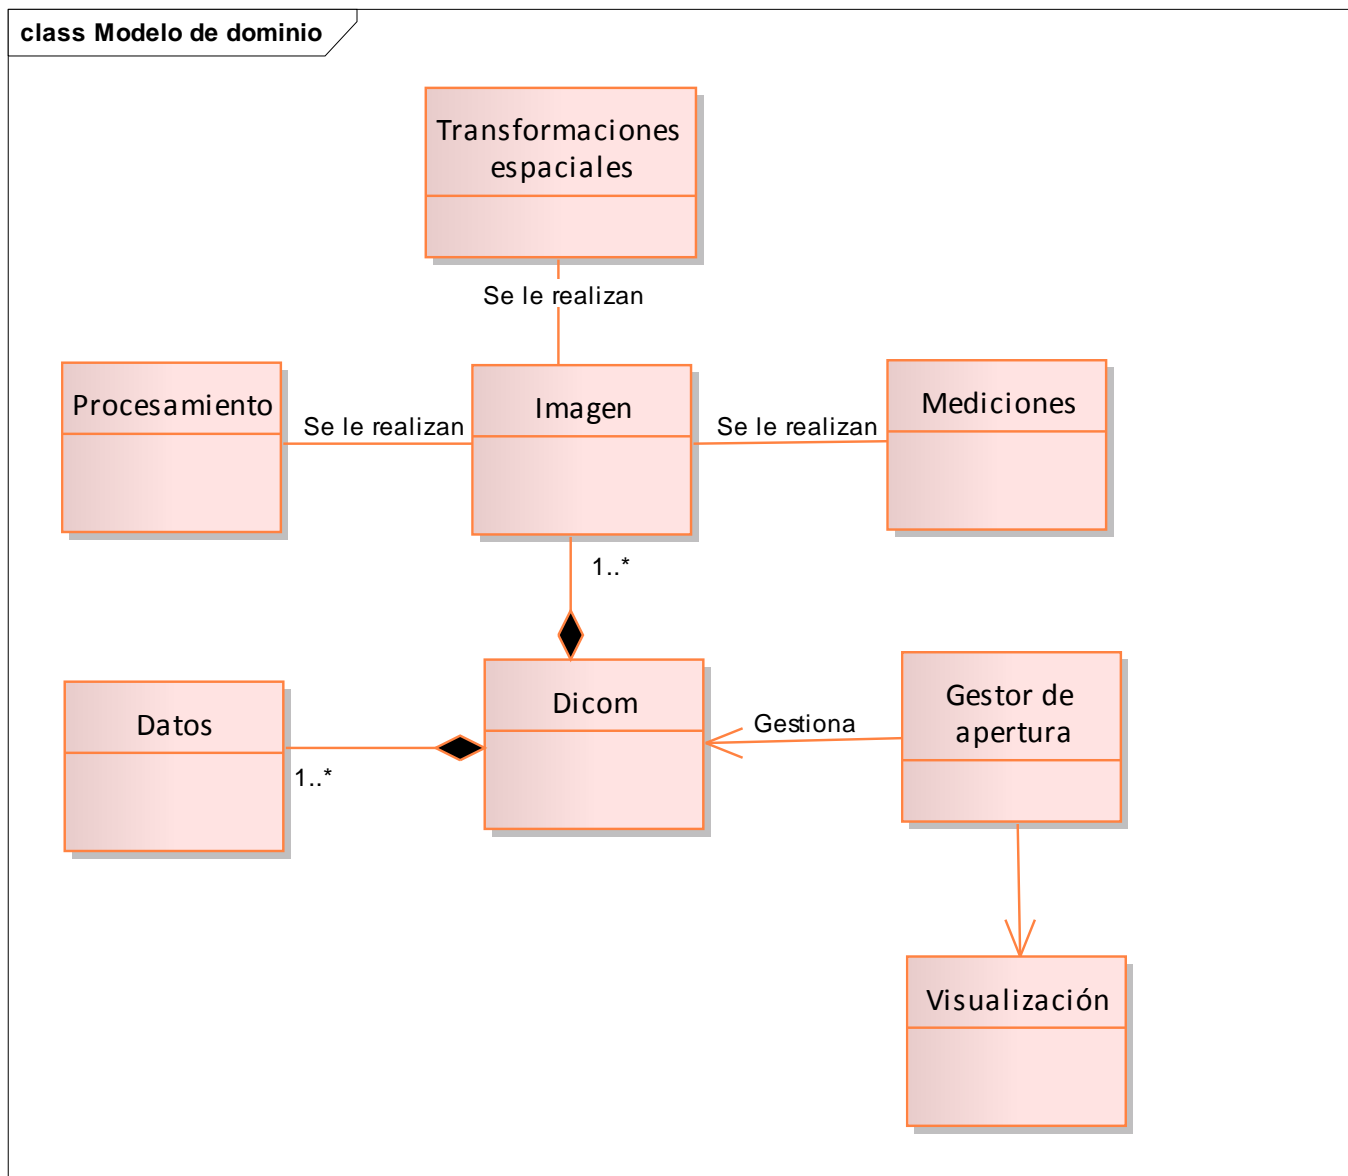 class Modelo de dominio
Transformaciones
espaciales
Se le realizan
Procesamiento
Se le realizan
Imagen
Se le realizan
Mediciones
1..*
Datos
1..*
Dicom
Gestiona
Gestor de
apertura
Visualización